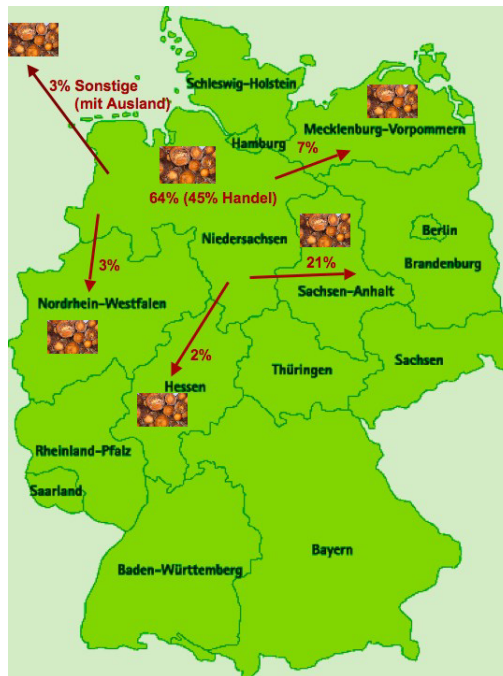 3% Sonstige
(mit Ausland)
Schleswig-Holstein
Hamburg
Mecklenburg-Vorpommern
7%
64% (45% Handel)
Niedersachsen
Berlin
Brandenburg
3%
21%
Nordrhein-Westfalen
Sachsen-Anhalt
2%
Hessen
Thüringen
Sachsen
Rheinland-Pfalz
Saarland
Bayern
Baden-Württemberg